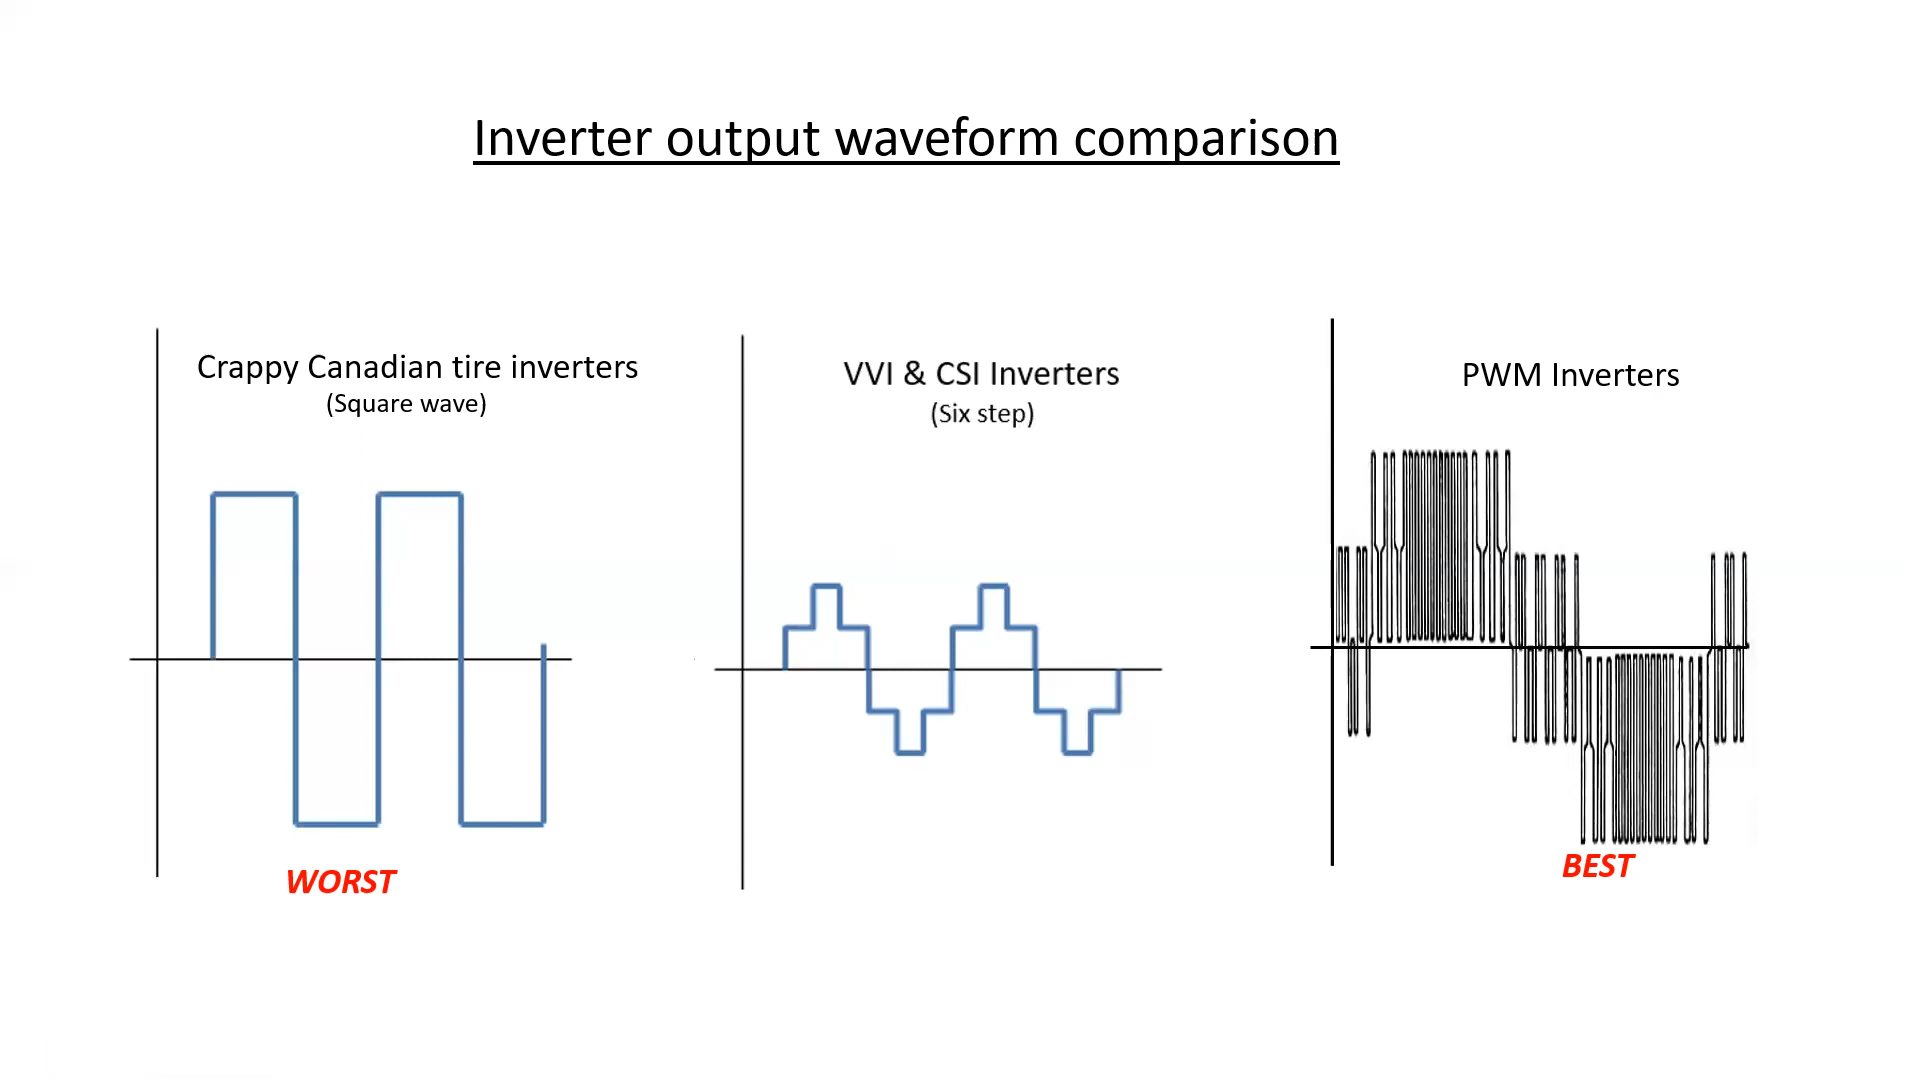 Inverter output waveform comparison
Crappy Canadian tire inverters
(Square wave)
VVI & CSI Inverters
(Six step)
PWM Inverters
WORST
BEST